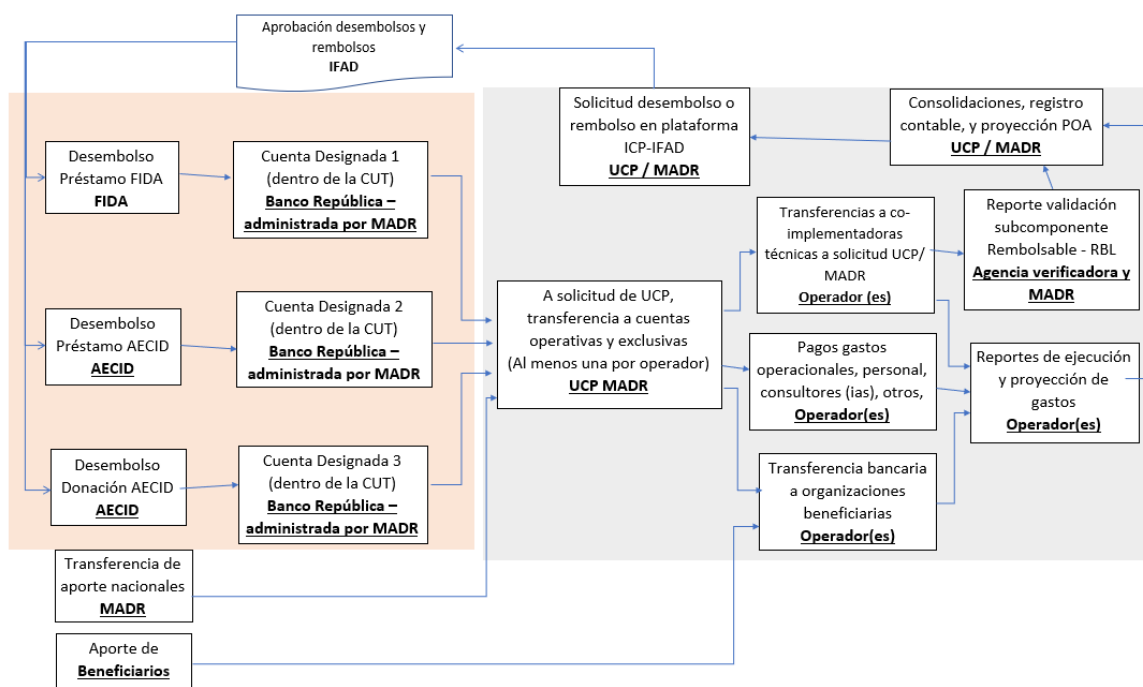 Aprobación desembolsos y
rembolsos
IFAD
Solicitud desembolso o
rembolso en plataforma
ICP-IFAD
UCP / MADR
Consolidaciones, registro
contable, y proyección POA
UCP / MADR
Desembolso
Préstamo FIDA
FIDA
Cuenta Designada 1
(dentro de la CUT)
Banco República –
administrada por MADR
Transferencias a co-
implementadoras
técnicas a solicitud UCP/
MADR
Operador (es)
Reporte validación
subcomponente
Rembolsable - RBL
Agencia verificadora y
MADR
Desembolso
Préstamo AECID
AECID
Cuenta Designada 2
(dentro de la CUT)
Banco República –
administrada por MADR
A solicitud de UCP,
transferencia a cuentas
operativas y exclusivas
(Al menos una por operador)
UCP MADR
Pagos gastos
operacionales, personal,
consultores (ias), otros,
Operador(es)
Reportes de ejecución
y proyección de
gastos
Operador(es)
Desembolso
Donación AECID
AECID
Cuenta Designada 3
(dentro de la CUT)
Banco República –
administrada por MADR
Transferencia bancaria
a organizaciones
beneficiarias
Operador(es)
Transferencia de
aporte nacionales
MADR
Aporte de
Beneficiarios